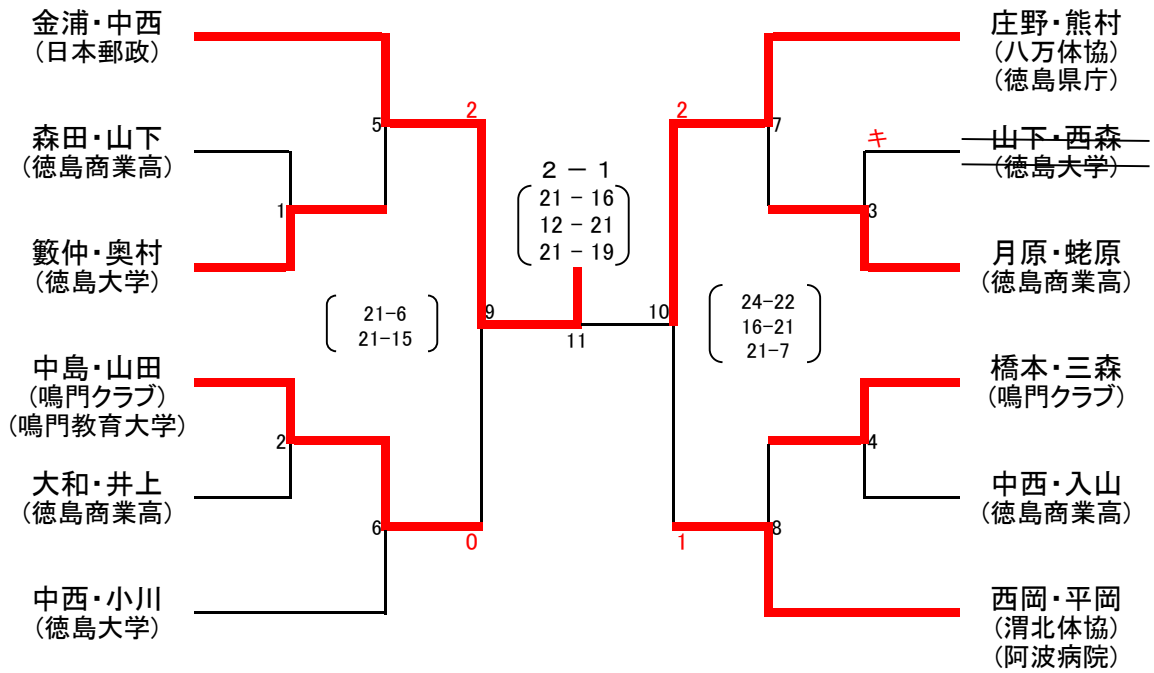 金浦・中西
（日本郵政）
森田・山下
（徳島商業高）
籔仲・奥村
（徳島大学）
中島・山田
（鳴門クラブ）
（鳴門教育大学）
大和・井上
（徳島商業高）
中西・小川
（徳島大学）
1
2
5
6
2
0
9
21-6
21-15
２ － １
21 － 16
12 － 21
21 － 19
11
10
24-22
16-21
21-7
2
1
7
8
キ
3
4
庄野・熊村
（八万体協）
（徳島県庁）
山下・西森
（徳島大学）
月原・蛯原
（徳島商業高）
橋本・三森
（鳴門クラブ）
中西・入山
（徳島商業高）
西岡・平岡
（渭北体協）
（阿波病院）